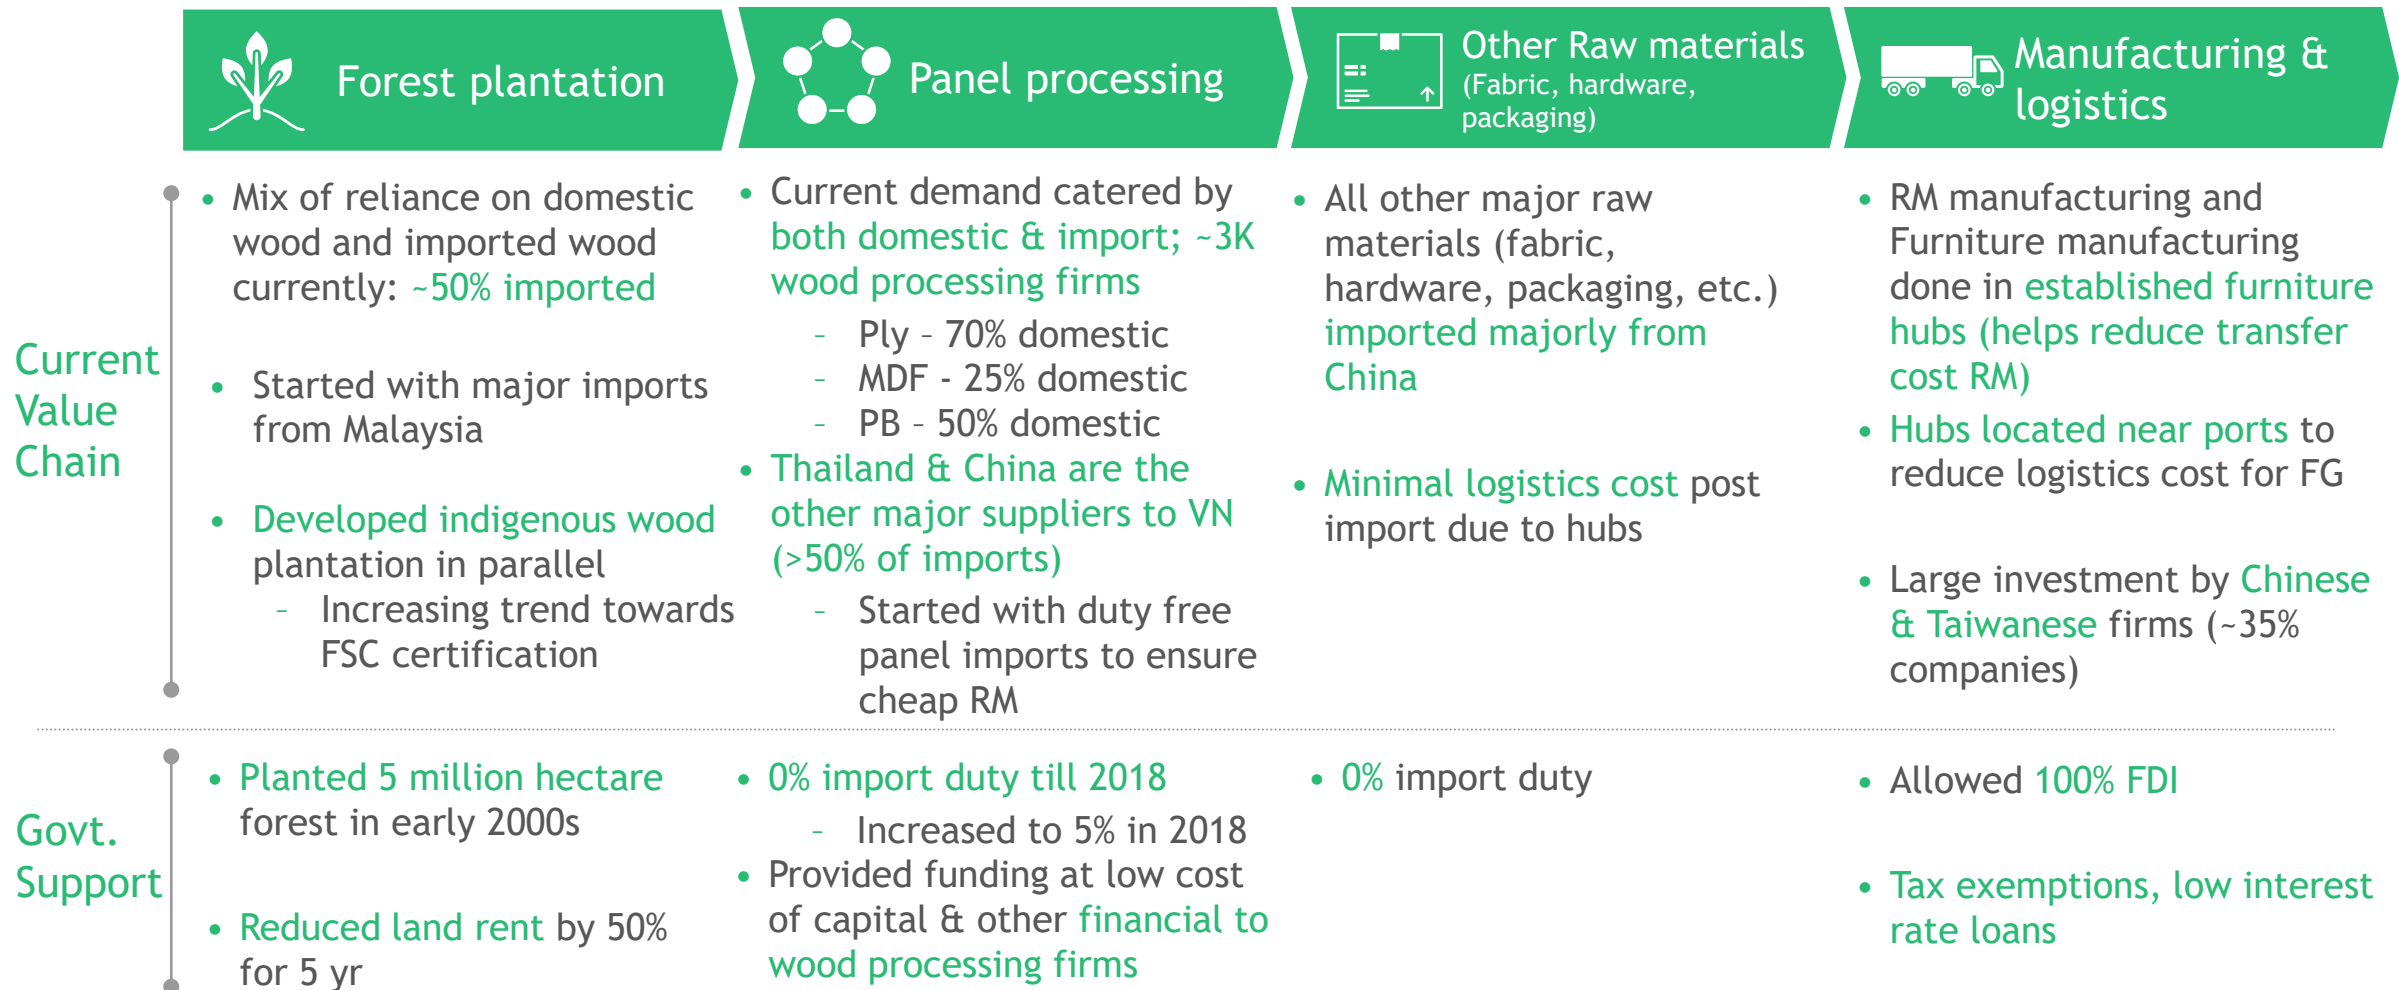 Forest plantation
Panel processing
Other Raw materials
(Fabric, hardware,
packaging)
Manufacturing &
logistics
Current
Value
Chain
• Mix of reliance on domestic
wood and imported wood
currently: ~50% imported
• Started with major imports
from Malaysia
• Developed indigenous wood
plantation in parallel
- Increasing trend towards
FSC certification
• Current demand catered by
both domestic & import; ~3K
wood processing firms
- Ply – 70% domestic
- MDF - 25% domestic
- PB – 50% domestic
• Thailand & China are the
other major suppliers to VN
(>50% of imports)
- Started with duty free
panel imports to ensure
cheap RM
• All other major raw
materials (fabric,
hardware, packaging, etc.)
imported majorly from
China
• Minimal logistics cost post
import due to hubs
• RM manufacturing and
Furniture manufacturing
done in established furniture
hubs (helps reduce transfer
cost RM)
• Hubs located near ports to
reduce logistics cost for FG
• Large investment by Chinese
& Taiwanese firms (~35%
companies)
Govt.
Support
• Planted 5 million hectare
forest in early 2000s
• Reduced land rent by 50%
for 5 yr
• 0% import duty till 2018
- Increased to 5% in 2018
• Provided funding at low cost
of capital & other financial to
wood processing firms
• 0% import duty
• Allowed 100% FDI
• Tax exemptions, low interest
rate loans